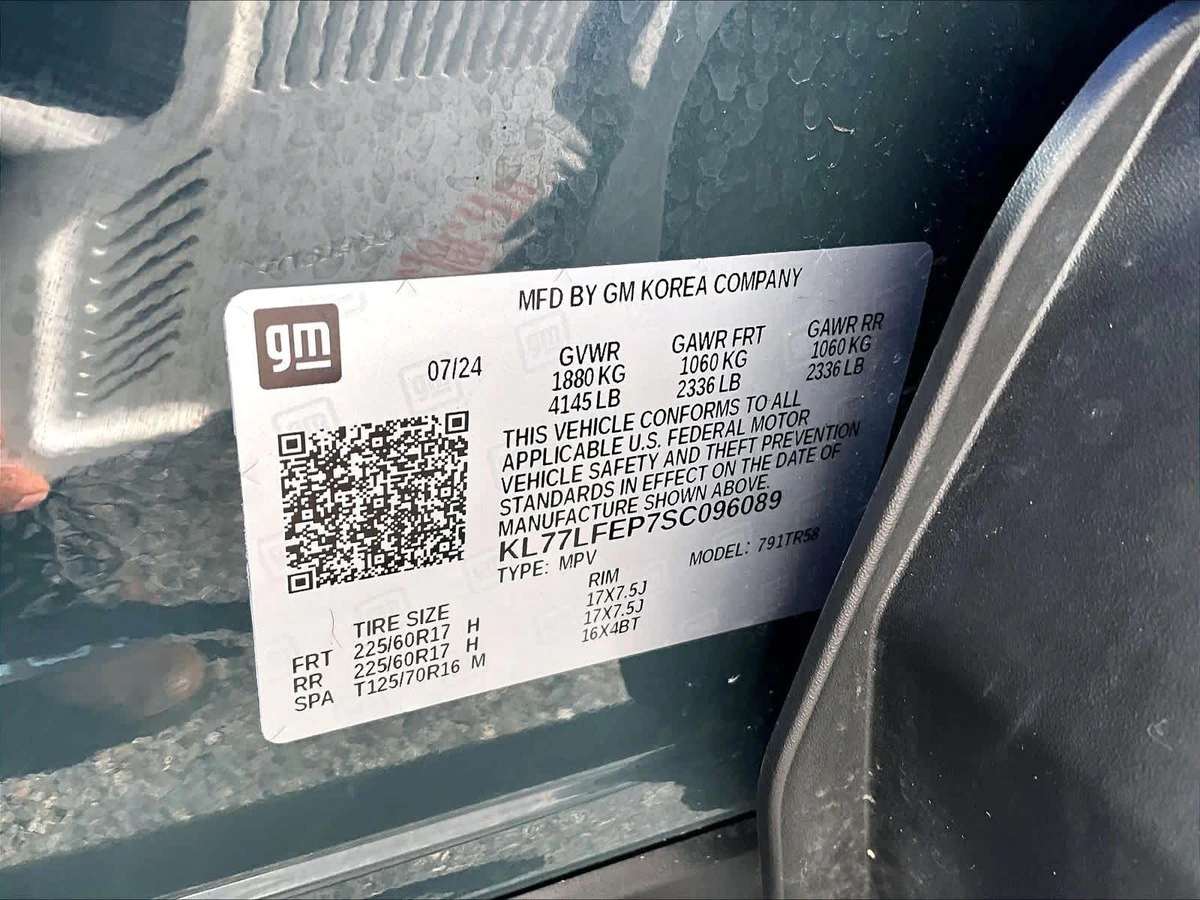 MFD BY GM KOREA COMPANY
gm
07/24
GVWR GAWR FRT GAWR RR
1880 KG 1060 KG 1060 KG
4145 LB 2336 LB 2336 LB
THIS VEHICLE CONFORMS TO ALL
APPLICABLE U.S. FEDERAL MOTOR
VEHICLE SAFETY AND THEFT PREVENTION
STANDARDS IN EFFECT ON THE DATE OF
MANUFACTURE SHOWN ABOVE.
KL77LFEP7SC096089
TYPE: MPV MODEL: 791TR58
TIRE SIZE RIM
FRT 225/60R17 H 17X7.5J
RR 225/60R17 H 17X7.5J
SPA T125/70R16 M 16X4BT